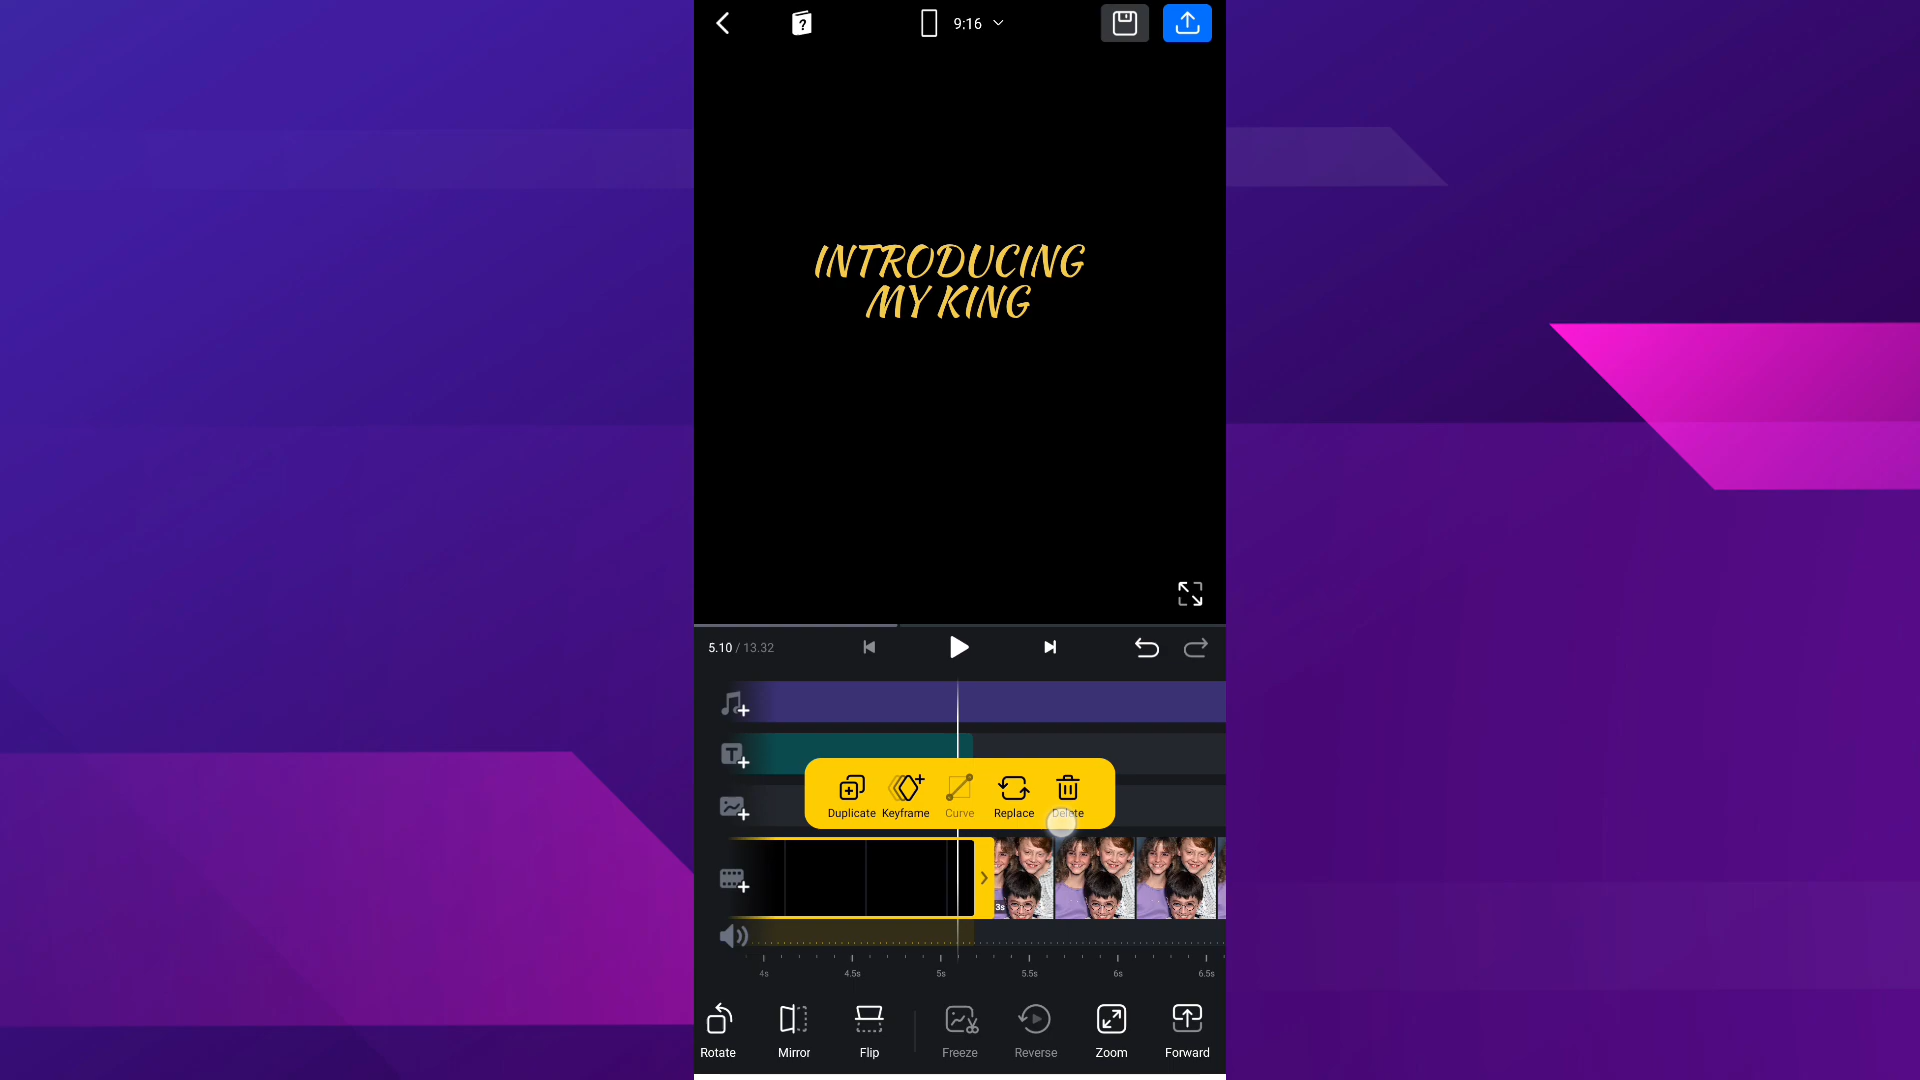 9:16
INTRODUCING
MY KING
5.10 / 13.32
Duplicate Keyframe Curve Replace Delete
3s
4s 4.5s 5s 5.5s 6s 6.5s
Rotate Mirror Flip Freeze Reverse Zoom Forward